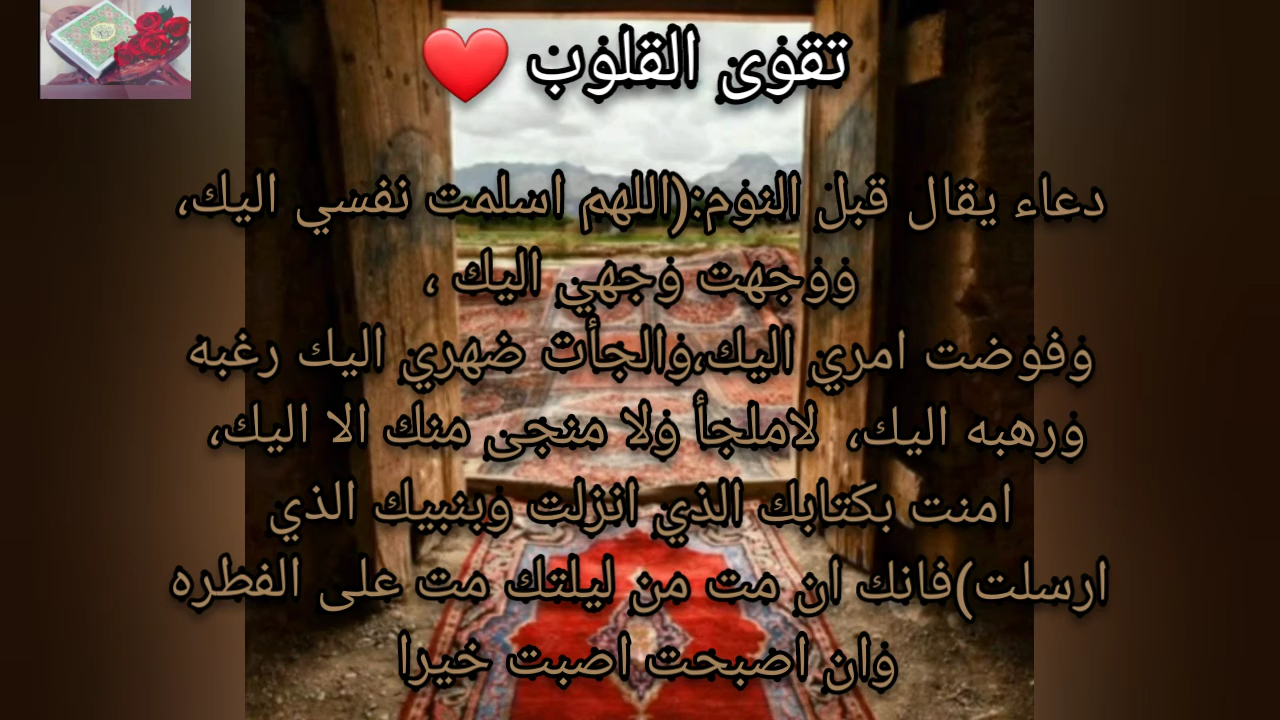 تقوى القلوب ❤️
دعاء يقال قبل النوم:(اللهم اسلمت نفسي اليك،
ووجهت وجهي اليك ،
وفوضت امري اليك،والجأت ضهري اليك رغبه
ورهبه اليك، لاملجأ ولا منجى منك الا اليك،
امنت بكتابك الذي انزلت وبنبيك الذي
ارسلت)فانك ان مت من ليلتك مت على الفطره
وان اصبحت اصبت خيرا